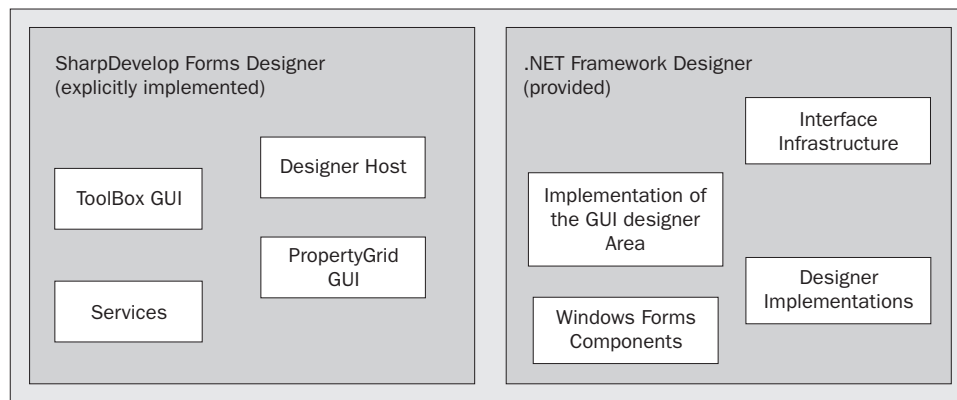 SharpDevelop Forms Designer
(explicitly implemented)
Designer Host
ToolBox GUI
PropertyGrid
GUI
Services
.NET Framework Designer
(provided)
Interface
Infrastructure
Implementation of
the GUI designer
Area
Designer
Implementations
Windows Forms
Components